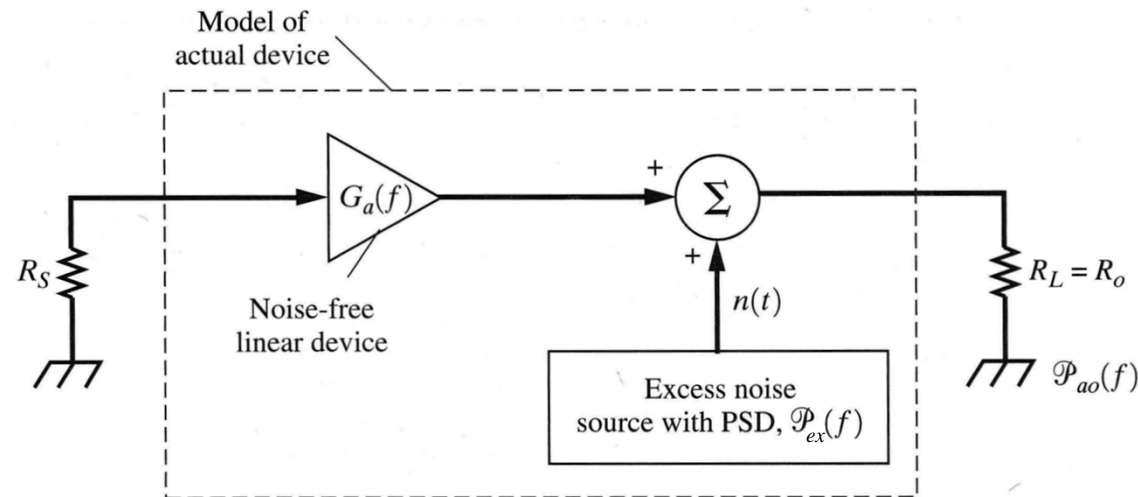 Model of
actual device
+
G_a(f)
Σ
R_S
+
R_L = R_o
n(t)
Noise-free
linear device
𝒫_ao(f)
Excess noise
source with PSD, 𝒫_ex(f)